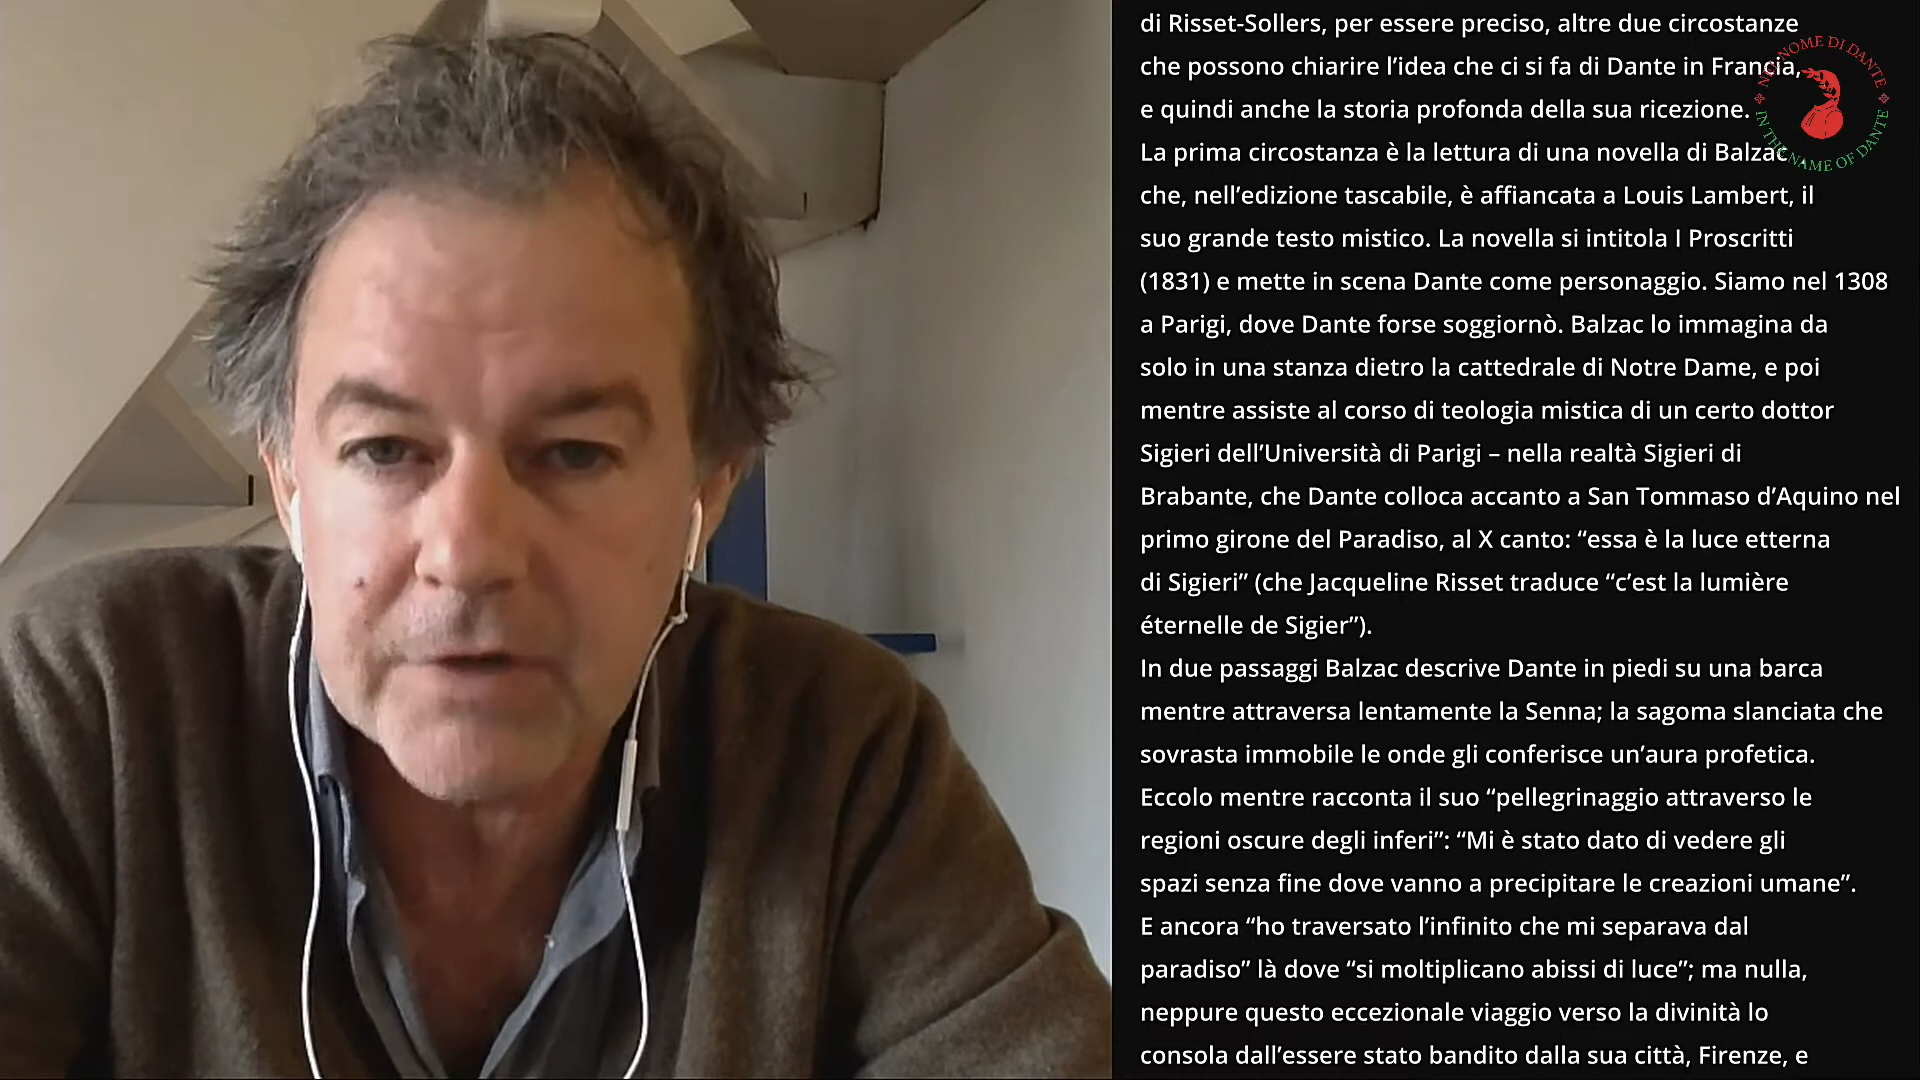 di Risset-Sollers, per essere preciso, altre due circostanze
che possono chiarire l’idea che ci si fa di Dante in Francia,
e quindi anche la storia profonda della sua ricezione.
La prima circostanza è la lettura di una novella di Balzac
che, nell’edizione tascabile, è affiancata a Louis Lambert, il
suo grande testo mistico. La novella si intitola I Proscritti
(1831) e mette in scena Dante come personaggio. Siamo nel 1308
a Parigi, dove Dante forse soggiornò. Balzac lo immagina da
solo in una stanza dietro la cattedrale di Notre Dame, e poi
mentre assiste al corso di teologia mistica di un certo dottor
Sigieri dell’Università di Parigi – nella realtà Sigieri di
Brabante, che Dante colloca accanto a San Tommaso d’Aquino nel
primo girone del Paradiso, al X canto: “essa è la luce etterna
di Sigieri” (che Jacqueline Risset traduce “c’est la lumière
éternelle de Sigier”).
In due passaggi Balzac descrive Dante in piedi su una barca
mentre attraversa lentamente la Senna; la sagoma slanciata che
sovrasta immobile le onde gli conferisce un’aura profetica.
Eccolo mentre racconta il suo “pellegrinaggio attraverso le
regioni oscure degli inferi”: “Mi è stato dato di vedere gli
spazi senza fine dove vanno a precipitare le creazioni umane”.
E ancora “ho traversato l’infinito che mi separava dal
paradiso” là dove “si moltiplicano abissi di luce”; ma nulla,
neppure questo eccezionale viaggio verso la divinità lo
consola dall’essere stato bandito dalla sua città, Firenze, e
NEL NOME DI DANTE
IN THE NAME OF DANTE